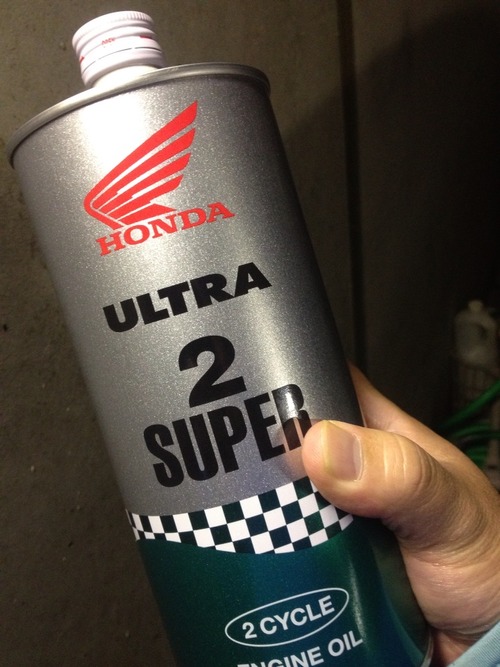 HONDA
ULTRA
2
SUPER
2 CYCLE
ENGINE OIL